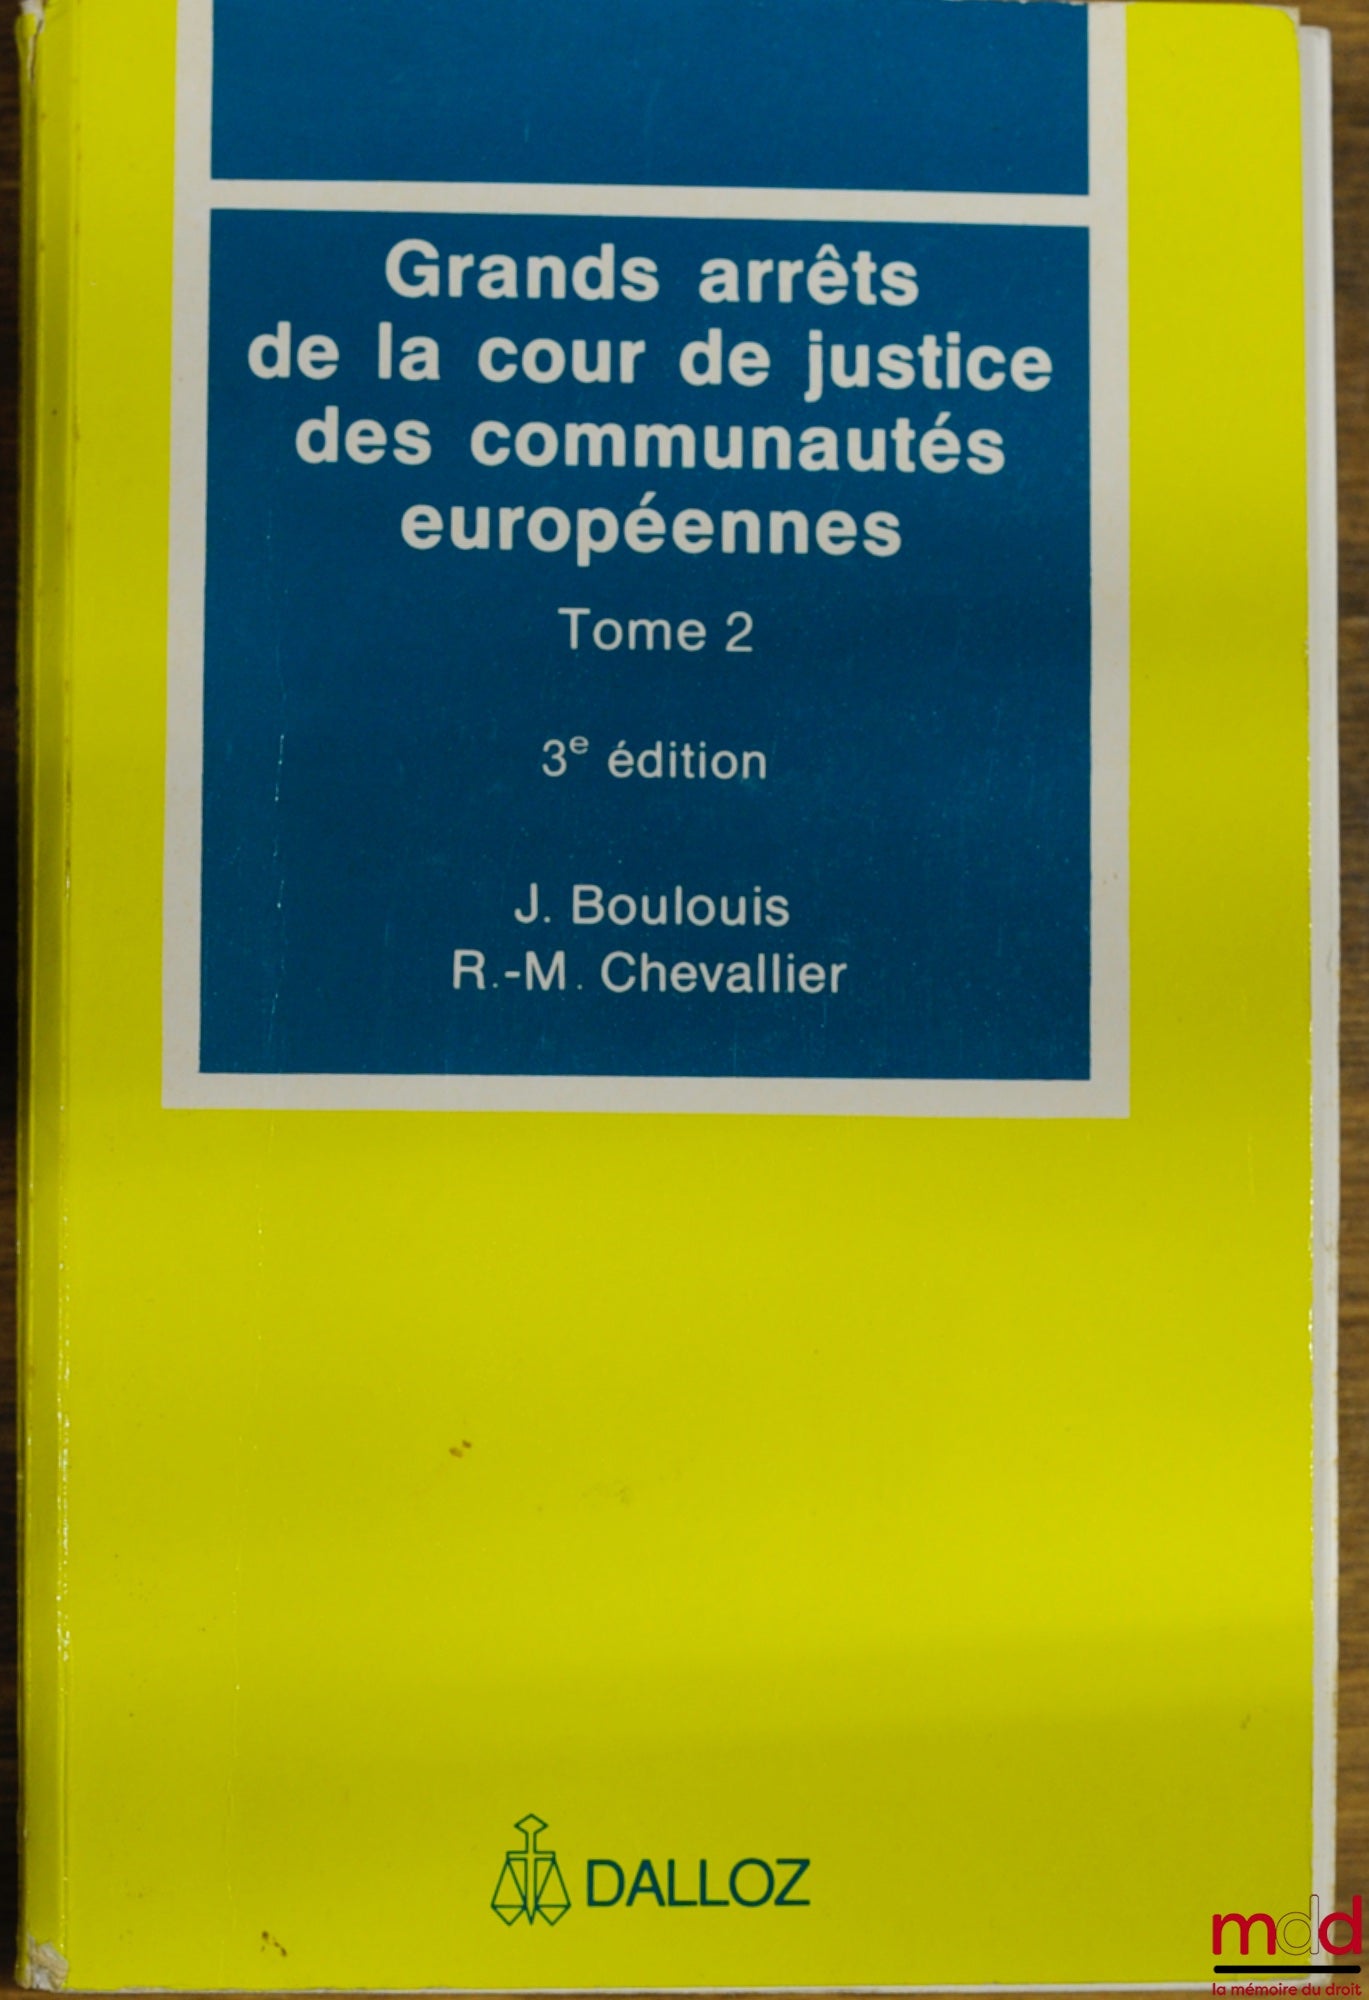 Grands arrêts
de la cour de justice
des communautés
européennes
Tome 2
3e édition
J. Boulouis
R.-M. Chevallier
DALLOZ
mdd
la mémoire du droit